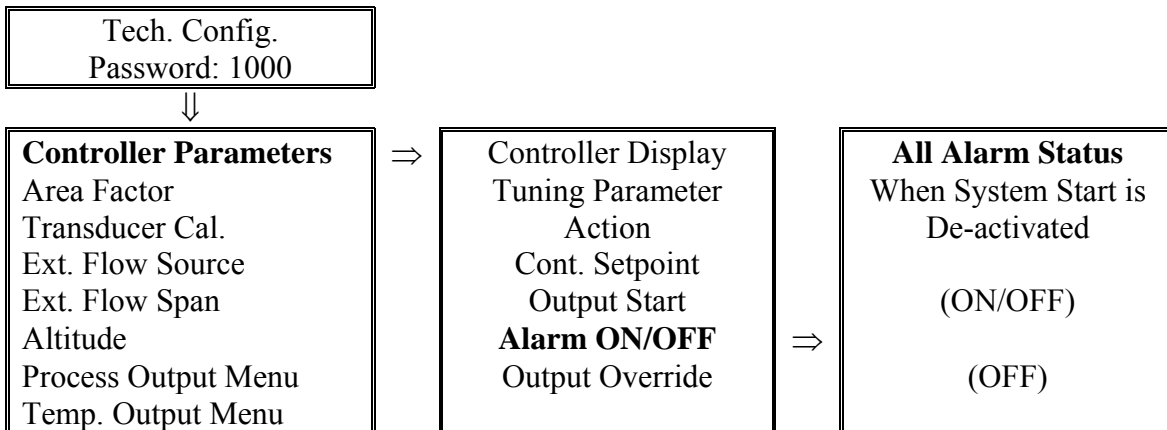 Tech. Config.
Password: 1000
⇓
Controller Parameters
Area Factor
Transducer Cal.
Ext. Flow Source
Ext. Flow Span
Altitude
Process Output Menu
Temp. Output Menu
⇒
Controller Display
Tuning Parameter
Action
Cont. Setpoint
Output Start
Alarm ON/OFF
Output Override
⇒
All Alarm Status
When System Start is
De-activated
(ON/OFF)
(OFF)